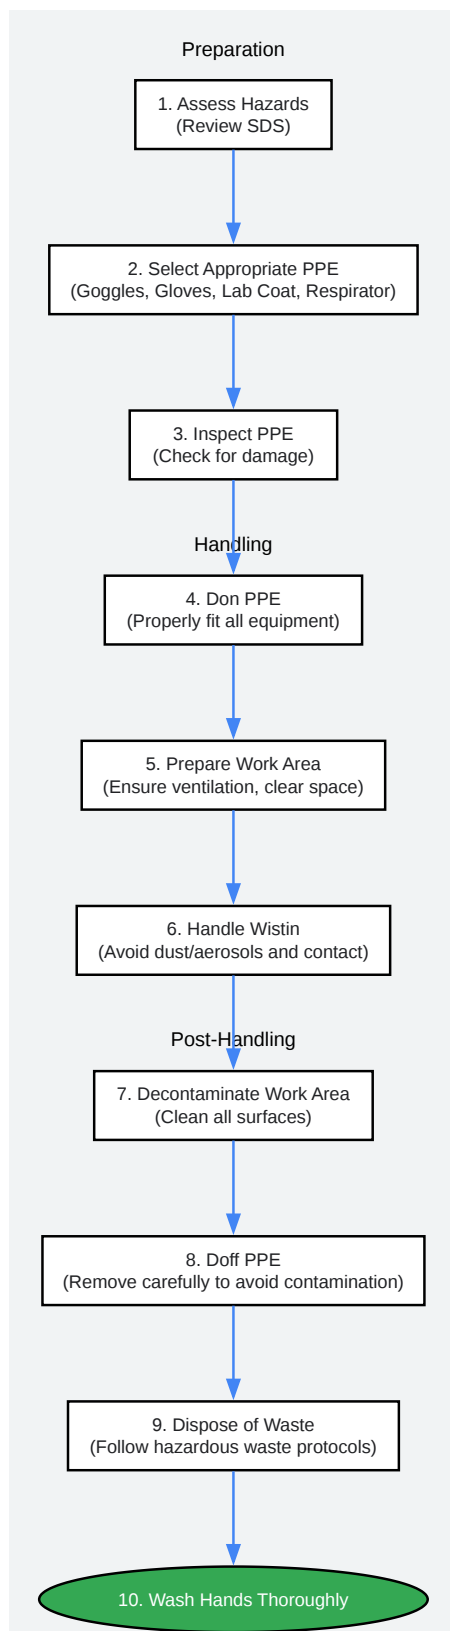 Preparation
1. Assess Hazards
(Review SDS)
2. Select Appropriate PPE
(Goggles, Gloves, Lab Coat, Respirator)
3. Inspect PPE
(Check for damage)
Handling
4. Don PPE
(Properly fit all equipment)
5. Prepare Work Area
(Ensure ventilation, clear space)
6. Handle Wistin
(Avoid dust/aerosols and contact)
Post-Handling
7. Decontaminate Work Area
(Clean all surfaces)
8. Doff PPE
(Remove carefully to avoid contamination)
9. Dispose of Waste
(Follow hazardous waste protocols)
10. Wash Hands Thoroughly